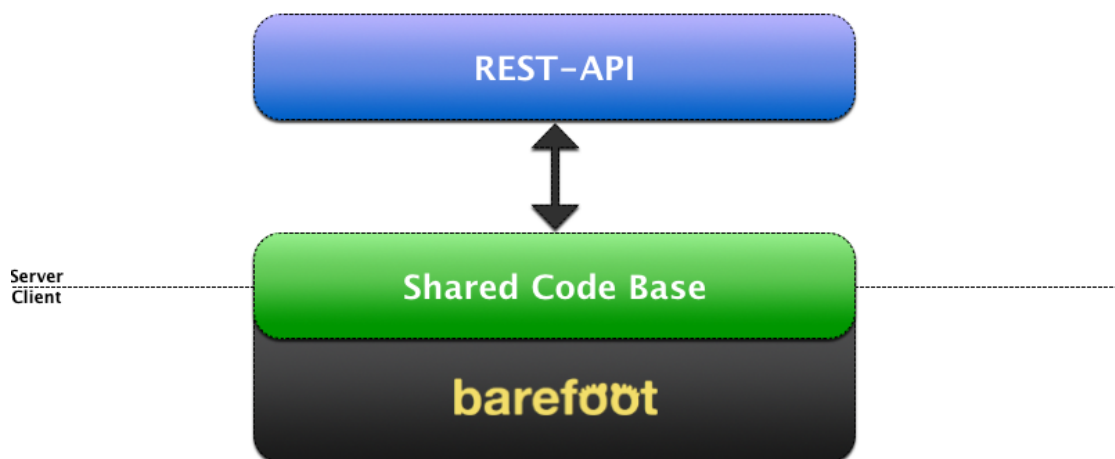 REST-API
Server
Client
Shared Code Base
barefoot